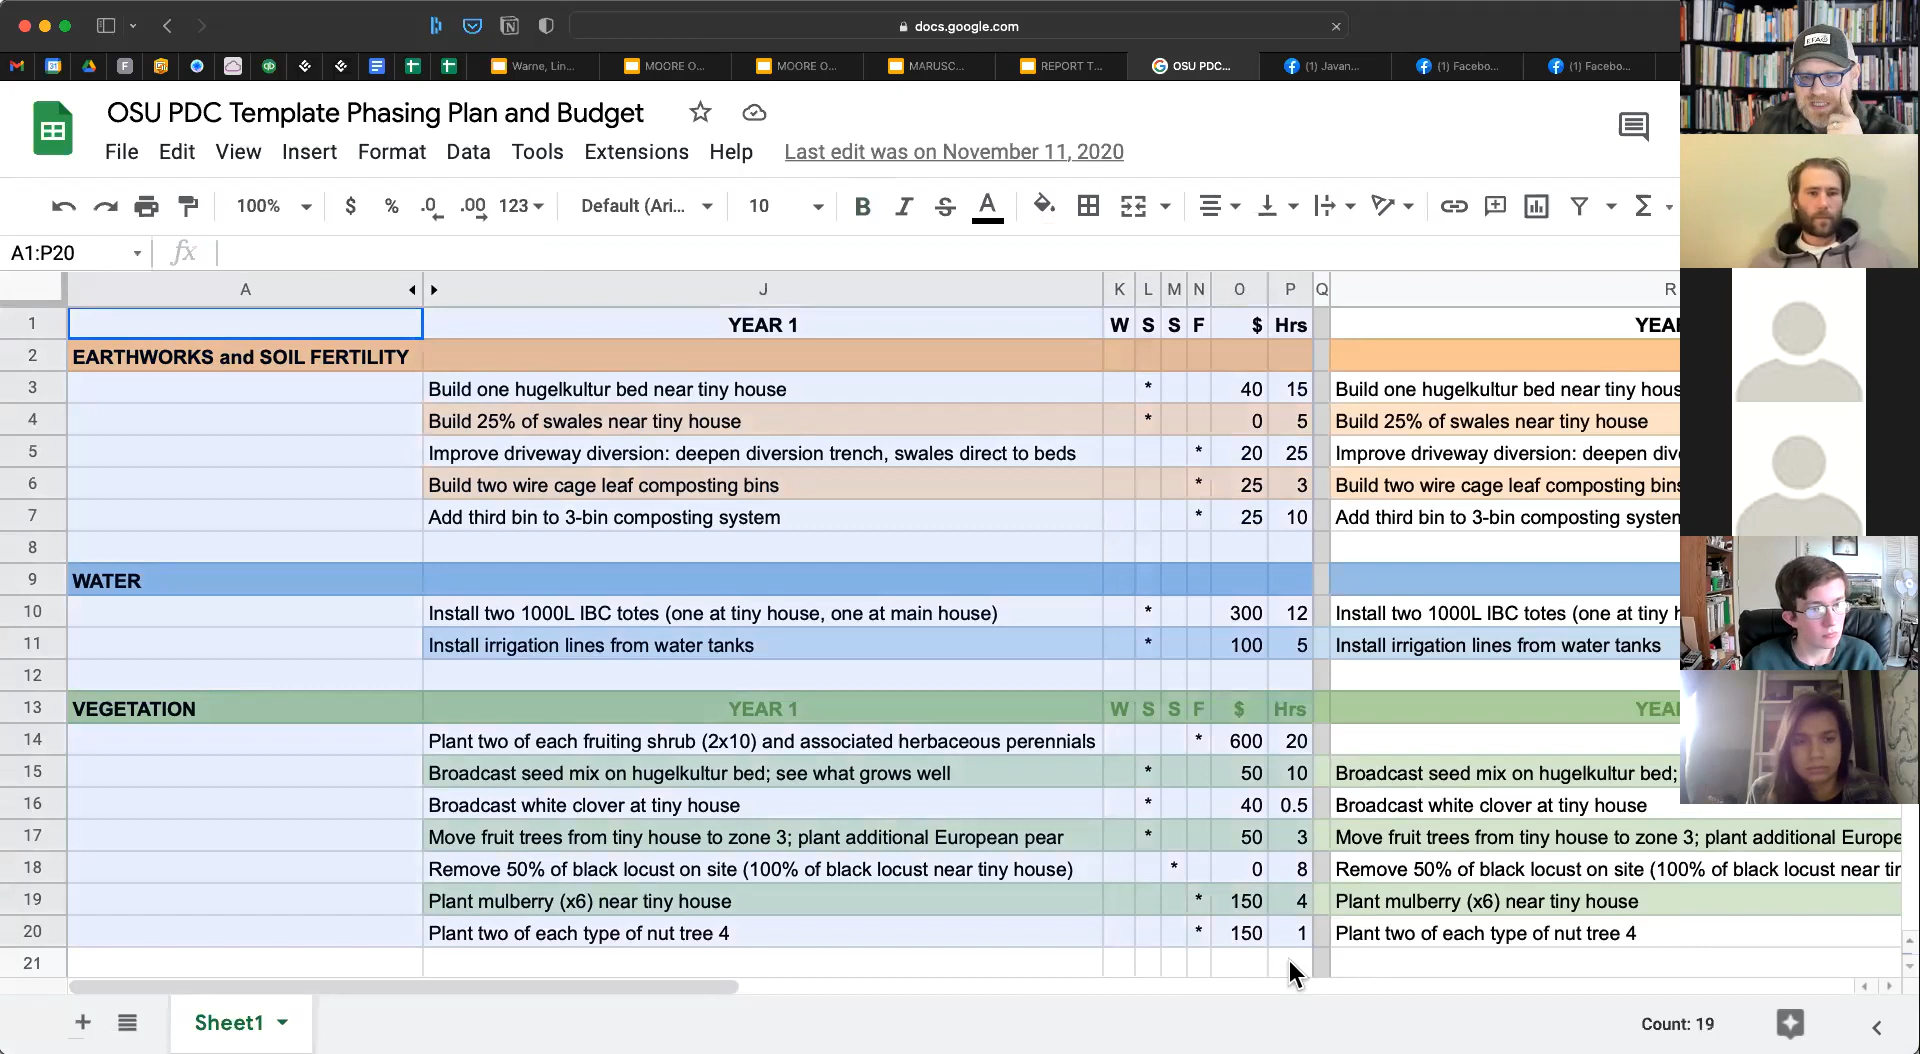 docs.google.com
Warne, Lin...
MOORE O...
MOORE O...
MARUSC...
REPORT T...
OSU PDC...
(1) Javan...
(1) Facebo...
(1) Facebo...
OSU PDC Template Phasing Plan and Budget
File Edit View Insert Format Data Tools Extensions Help Last edit was on November 11, 2020
100% $ % .0 .00 123 Default (Ari... 10 B I S A
A1:P20 fx
A J K L M N O P Q R
1 YEAR 1 W S S F $ Hrs YEA
2 EARTHWORKS and SOIL FERTILITY
3 Build one hugelkultur bed near tiny house * 40 15 Build one hugelkultur bed near tiny hous
4 Build 25% of swales near tiny house * 0 5 Build 25% of swales near tiny house
5 Improve driveway diversion: deepen diversion trench, swales direct to beds * 20 25 Improve driveway diversion: deepen dive
6 Build two wire cage leaf composting bins * 25 3 Build two wire cage leaf composting bins
7 Add third bin to 3-bin composting system * 25 10 Add third bin to 3-bin composting system
8
9 WATER
10 Install two 1000L IBC totes (one at tiny house, one at main house) * 300 12 Install two 1000L IBC totes (one at tiny h
11 Install irrigation lines from water tanks * 100 5 Install irrigation lines from water tanks
12
13 VEGETATION YEAR 1 W S S F $ Hrs YEA
14 Plant two of each fruiting shrub (2x10) and associated herbaceous perennials * 600 20
15 Broadcast seed mix on hugelkultur bed; see what grows well * 50 10 Broadcast seed mix on hugelkultur bed;
16 Broadcast white clover at tiny house * 40 0.5 Broadcast white clover at tiny house
17 Move fruit trees from tiny house to zone 3; plant additional European pear * 50 3 Move fruit trees from tiny house to zone 3; plant additional Europe
18 Remove 50% of black locust on site (100% of black locust near tiny house) * 0 8 Remove 50% of black locust on site (100% of black locust near tir
19 Plant mulberry (x6) near tiny house * 150 4 Plant mulberry (x6) near tiny house
20 Plant two of each type of nut tree 4 * 150 1 Plant two of each type of nut tree 4
21
Sheet1
Count: 19